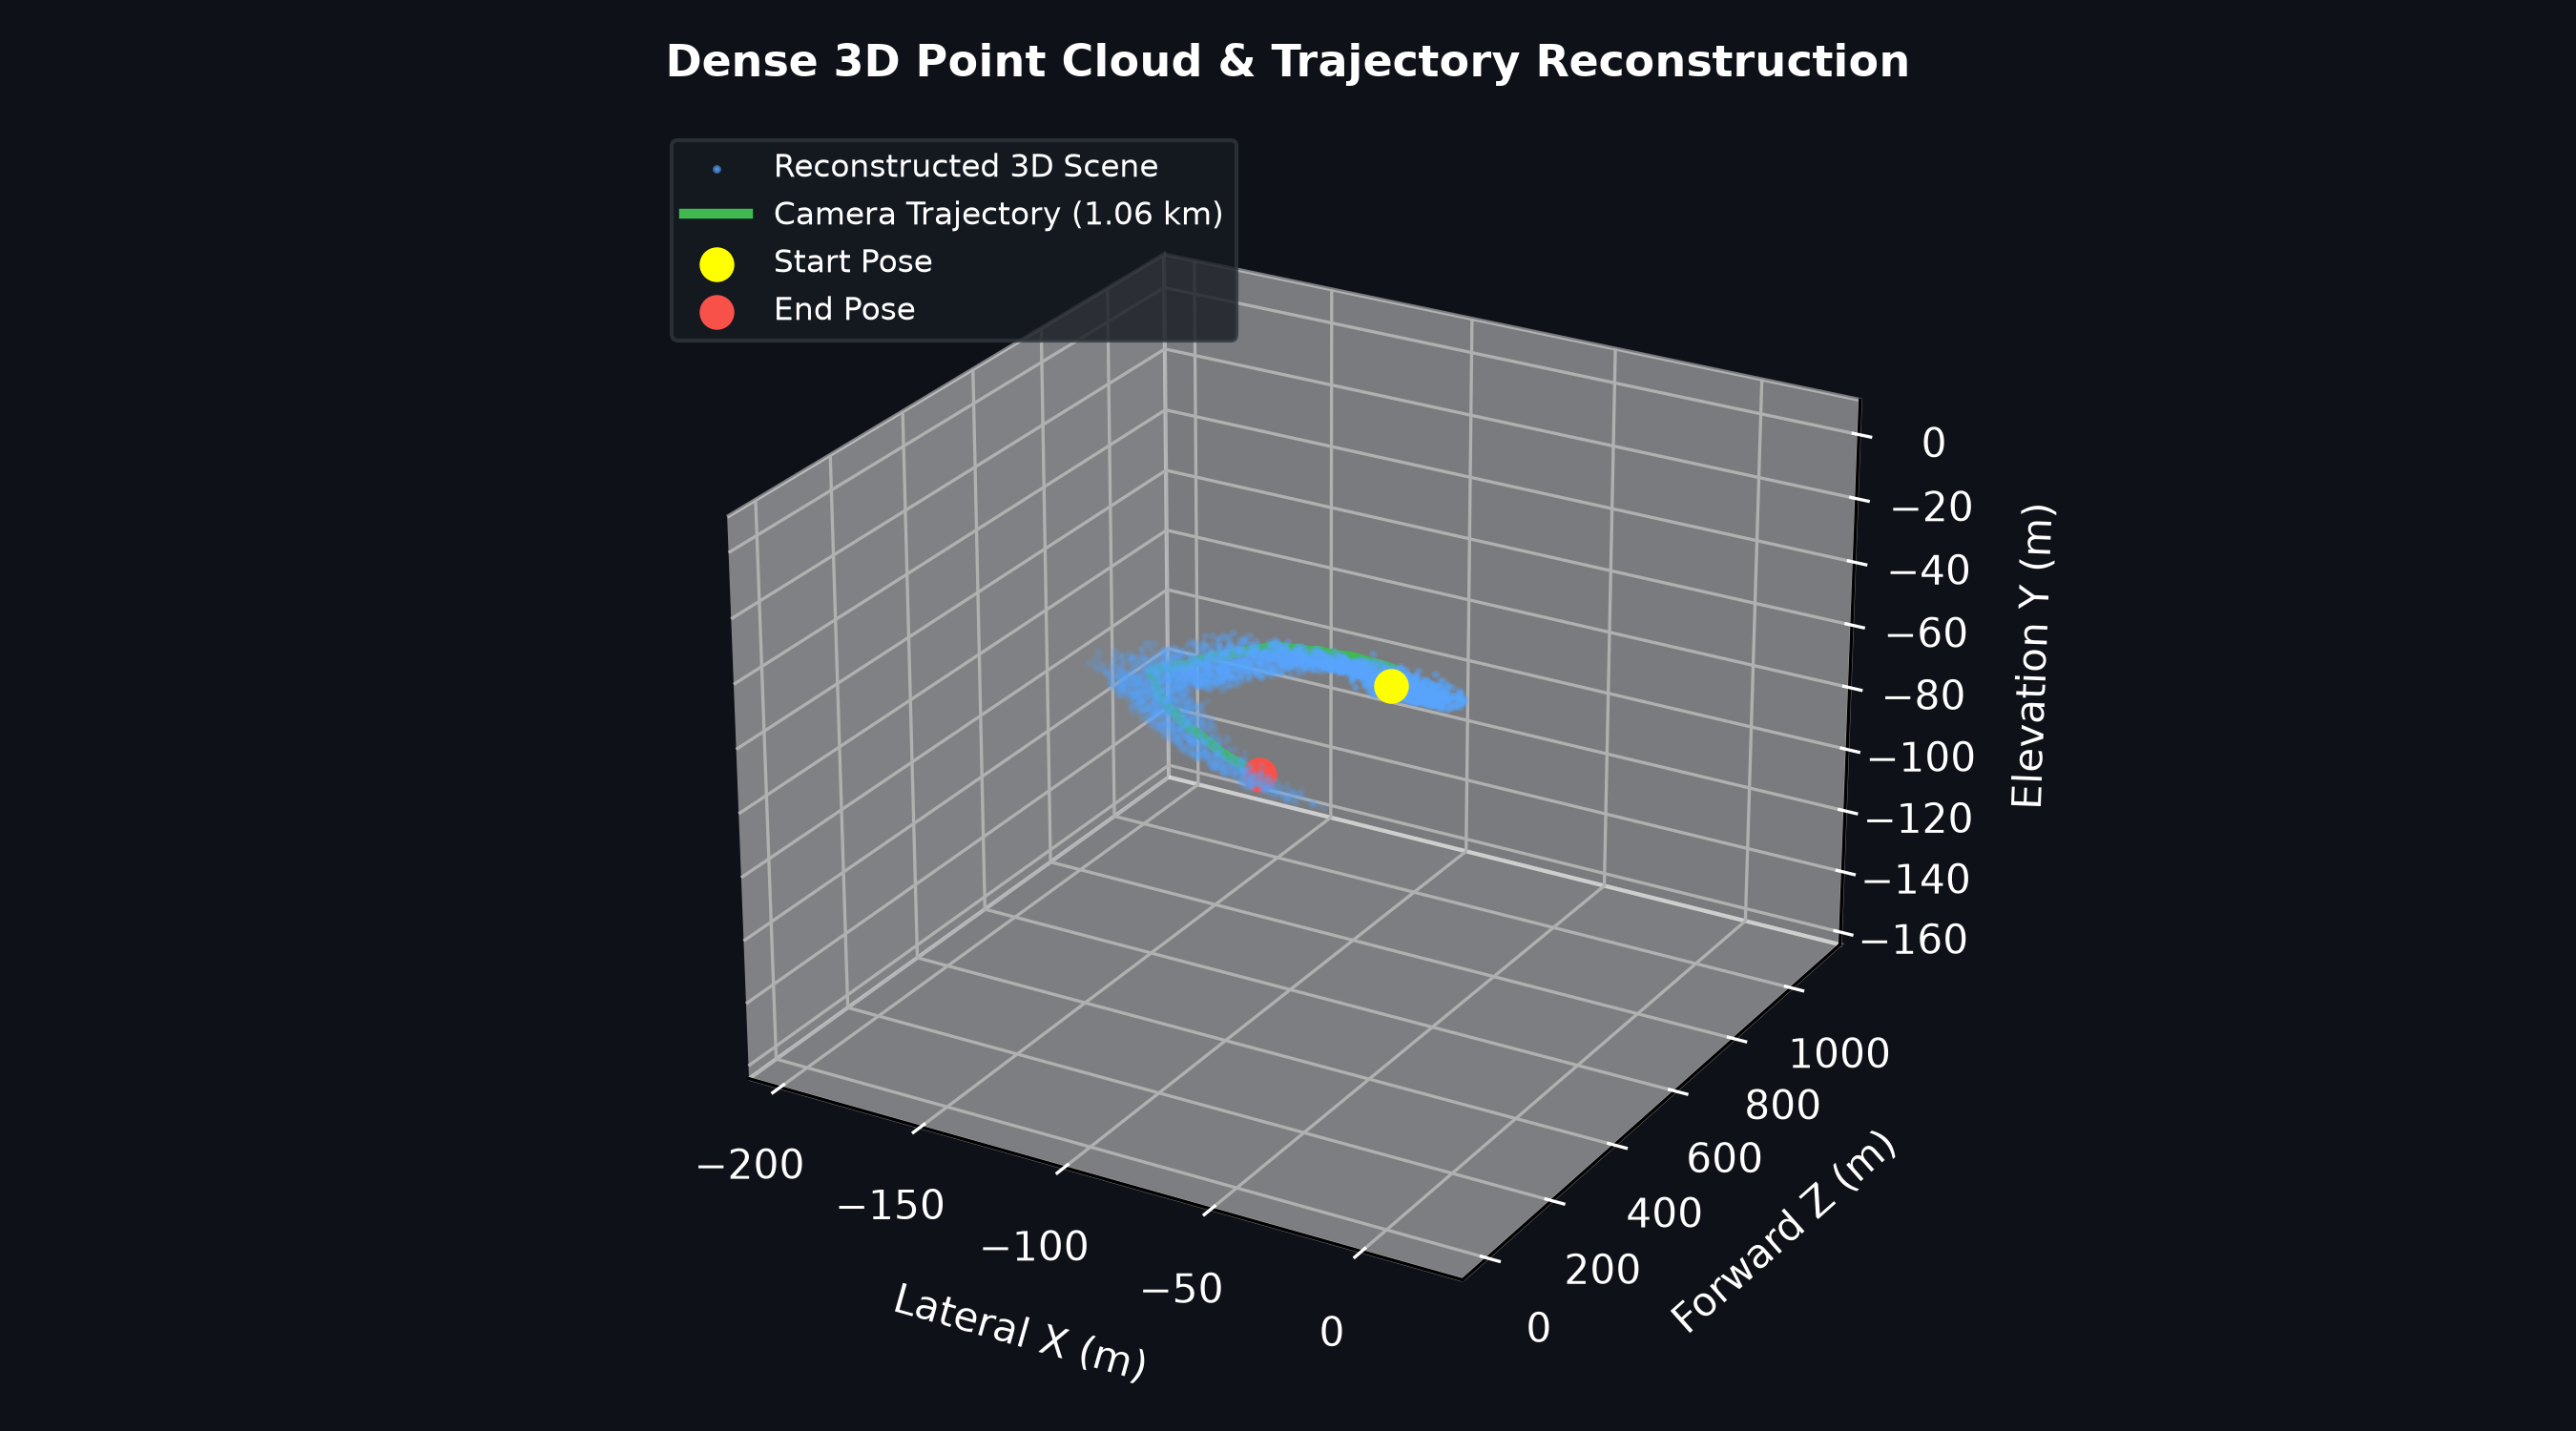 Dense 3D Point Cloud & Trajectory Reconstruction
Reconstructed 3D Scene
Camera Trajectory (1.06 km)
Start Pose
End Pose
0
−20
−40
−60
−80
−100
−120
−140
−160
Elevation Y (m)
1000
800
600
400
200
0
Forward Z (m)
−200
−150
−100
−50
0
Lateral X (m)